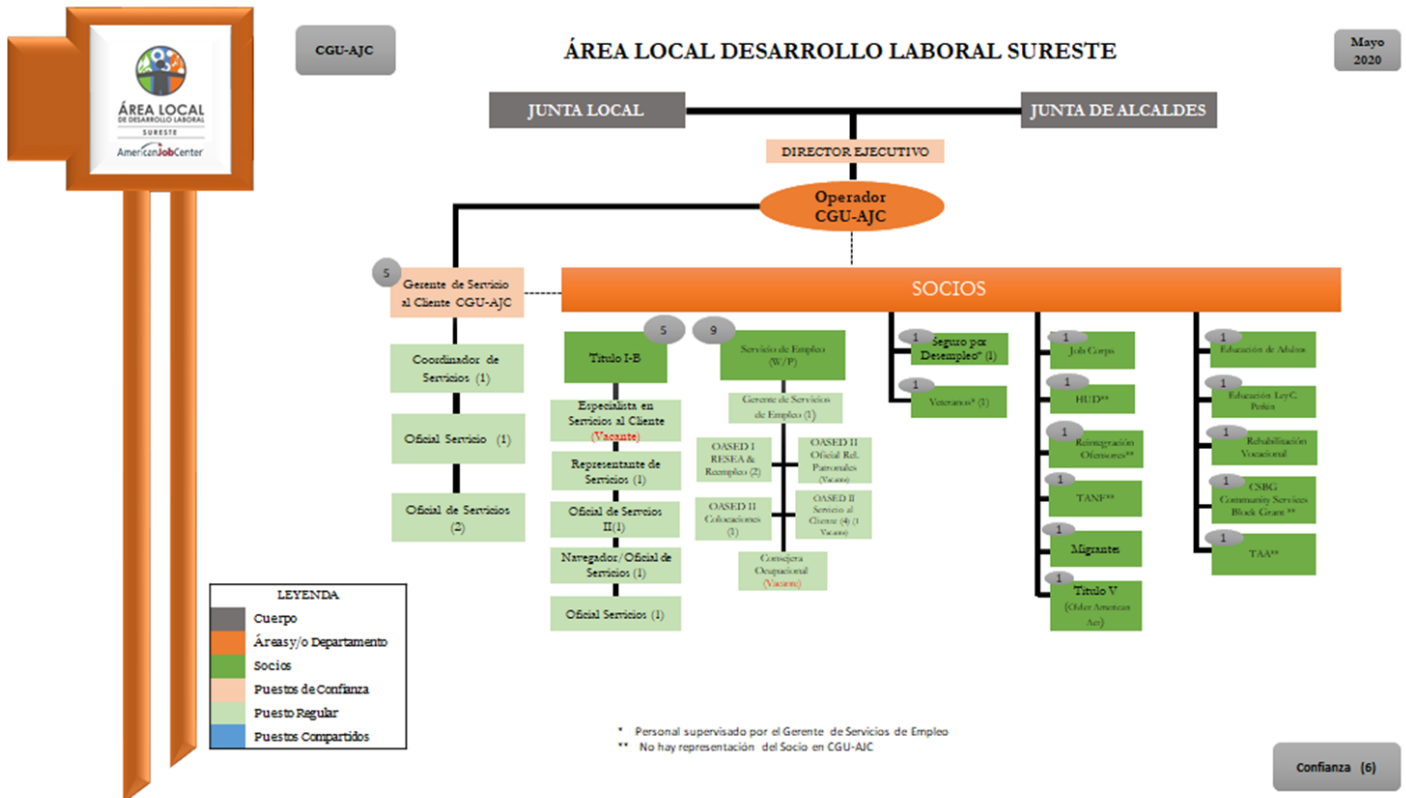 CGU-AJC
ÁREA LOCAL DESARROLLO LABORAL SURESTE
Mayo
2020
ÁREA LOCAL
DE DESARROLLO LABORAL
SURESTE
AmericanJobCenter
JUNTA LOCAL
JUNTA DE ALCALDES
DIRECTOR EJECUTIVO
Operador
CGU-AJC
5
Gerente de Servicio
al Cliente CGU-AJC
SOCIOS
Coordinador de
Servicios (1)
Oficial Servicio (1)
Oficial de Servicios
(2)
5
Titulo I-B
Especialista en
Servicios al Cliente
(Vacante)
Representante de
Servicios (1)
Oficial de Servcios
II(1)
Navegador/Oficial de
Servicios (1)
Oficial Servicios (1)
9
Servicio de Empleo
(W/P)
Gerente de Servicios
de Empleo (1)
OASED I
RESEA &
Reempleo (2)
OASED II
Oficial Rel.
Patronales
(Vacante)
OASED II
Colocaciones
(1)
OASED II
Servicio al
Cliente (4) (1
Vacante)
Consejera
Ocupacional
(Vacante)
1
Seguro por
Desempleo* (1)
1
Veteranos* (1)
1
Job Corps
1
HUD**
1
Reintegración
Ofensores**
1
TANF**
1
Migrantes
1
Titulo V
(Older American
Act)
1
Educación de Adultos
1
Educación Ley C.
Perkins
1
Rehabilitación
Vocacional
1
CSBG
Community Services
Block Grant **
1
TAA**
LEYENDA
Cuerpo
Áreas y/o Departamento
Socios
Puestos de Confianza
Puesto Regular
Puestos Compartidos
* Personal supervisado por el Gerente de Servicios de Empleo
** No hay representación del Socio en CGU-AJC
Confianza (6)